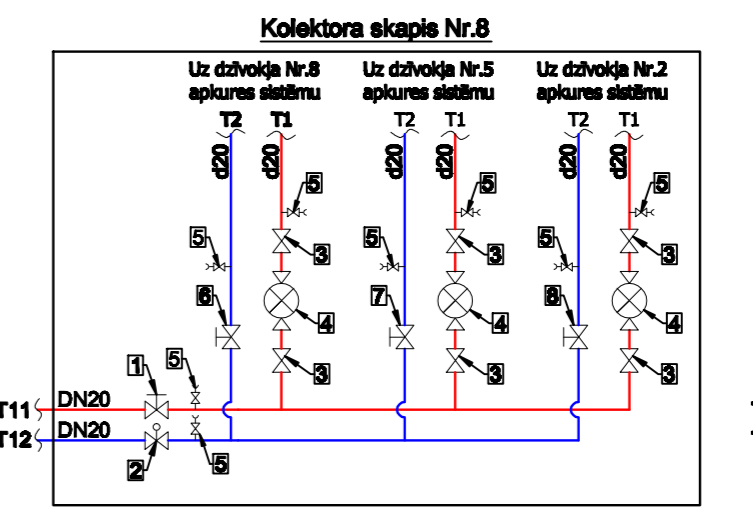 Kolektora skapis Nr.8
Uz dzīvokļa Nr.8 Uz dzīvokļa Nr.5 Uz dzīvokļa Nr.2
apkures sistēmu apkures sistēmu apkures sistēmu
T2 T1 T2 T1 T2 T1
d20 d20 d20 d20 d20 d20
5 5 5
5 3 5 3 5 3
6 4 7 4 8 4
1 5 3 3 3
T11 DN20
T12 DN20
2 5